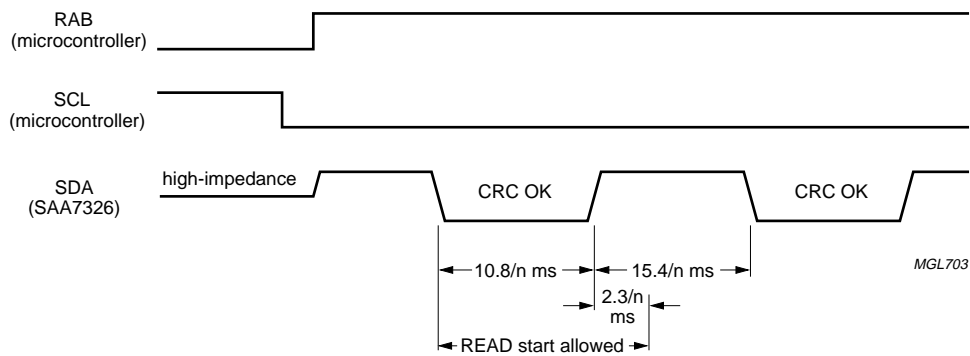 RAB
(microcontroller)
SCL
(microcontroller)
SDA
(SAA7326)
high-impedance
CRC OK
CRC OK
10.8/n ms
15.4/n ms
MGL703
2.3/n
ms
READ start allowed